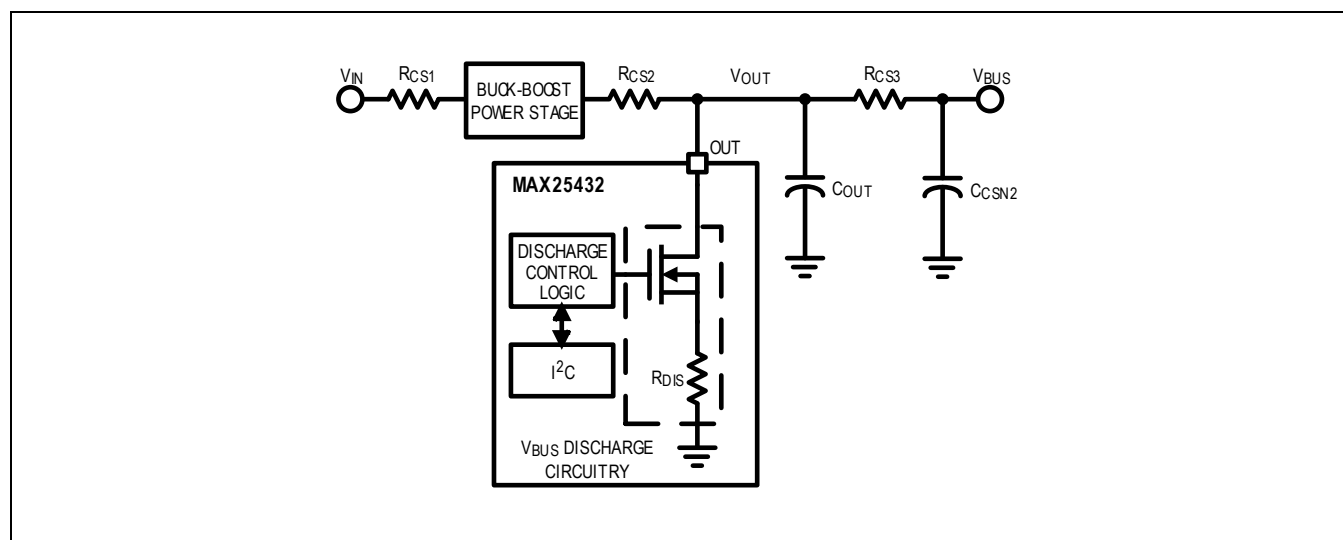 VIN
RCS1
BUCK-BOOST
POWER STAGE
RCS2
VOUT
RCS3
VBUS
OUT
MAX25432
COUT
CCSN2
DISCHARGE
CONTROL
LOGIC
I²C
RDIS
VBUS DISCHARGE
CIRCUITRY